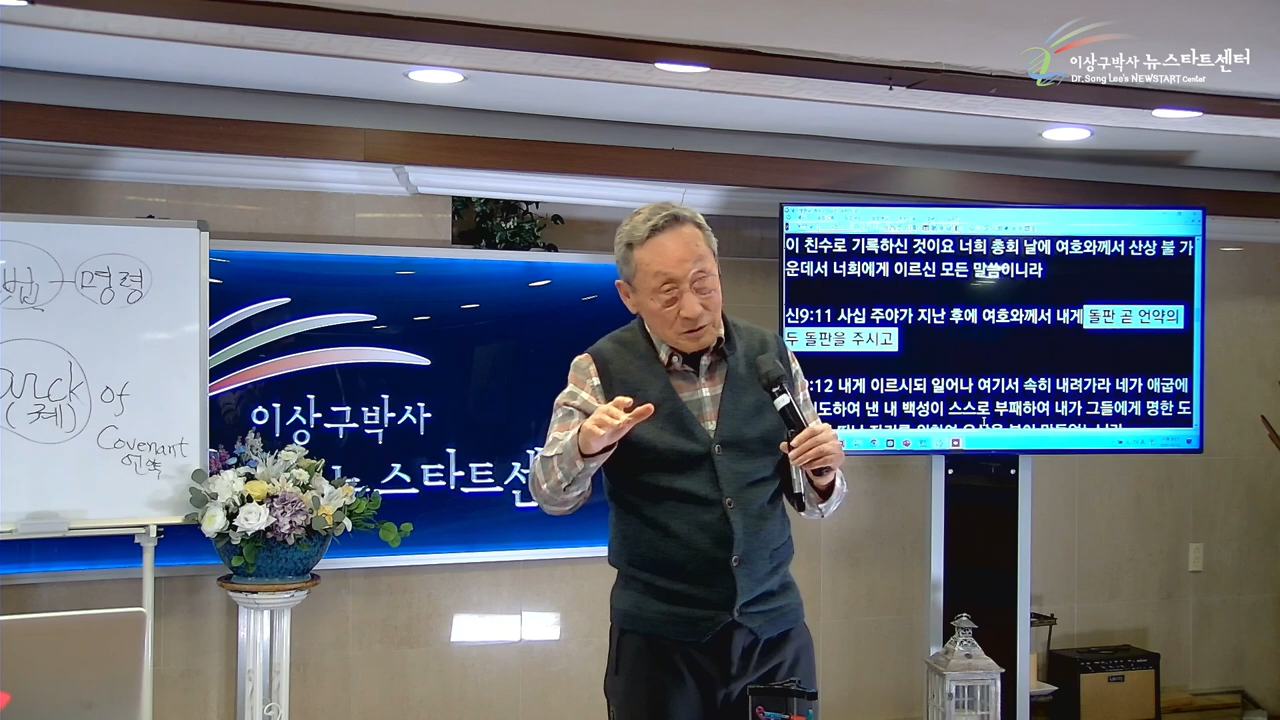 이상구박사 뉴스타트센터
Dr. Sang Lee's NEWSTART Center
법 - 명령
Ark of
(궤)
Covenant
언약
이상구박사
뉴스타트센
이 친수로 기록하신 것이요 너희 총회 날에 여호와께서 산상 불 가
운데서 너희에게 이르신 모든 말씀이니라
신9:11 사십 주야가 지난 후에 여호와께서 내게 돌판 곧 언약의
두 돌판을 주시고
:12 내게 이르시되 일어나 여기서 속히 내려가라 네가 애굽에
도하여 낸 내 백성이 스스로 부패하여 내가 그들에게 명한 도